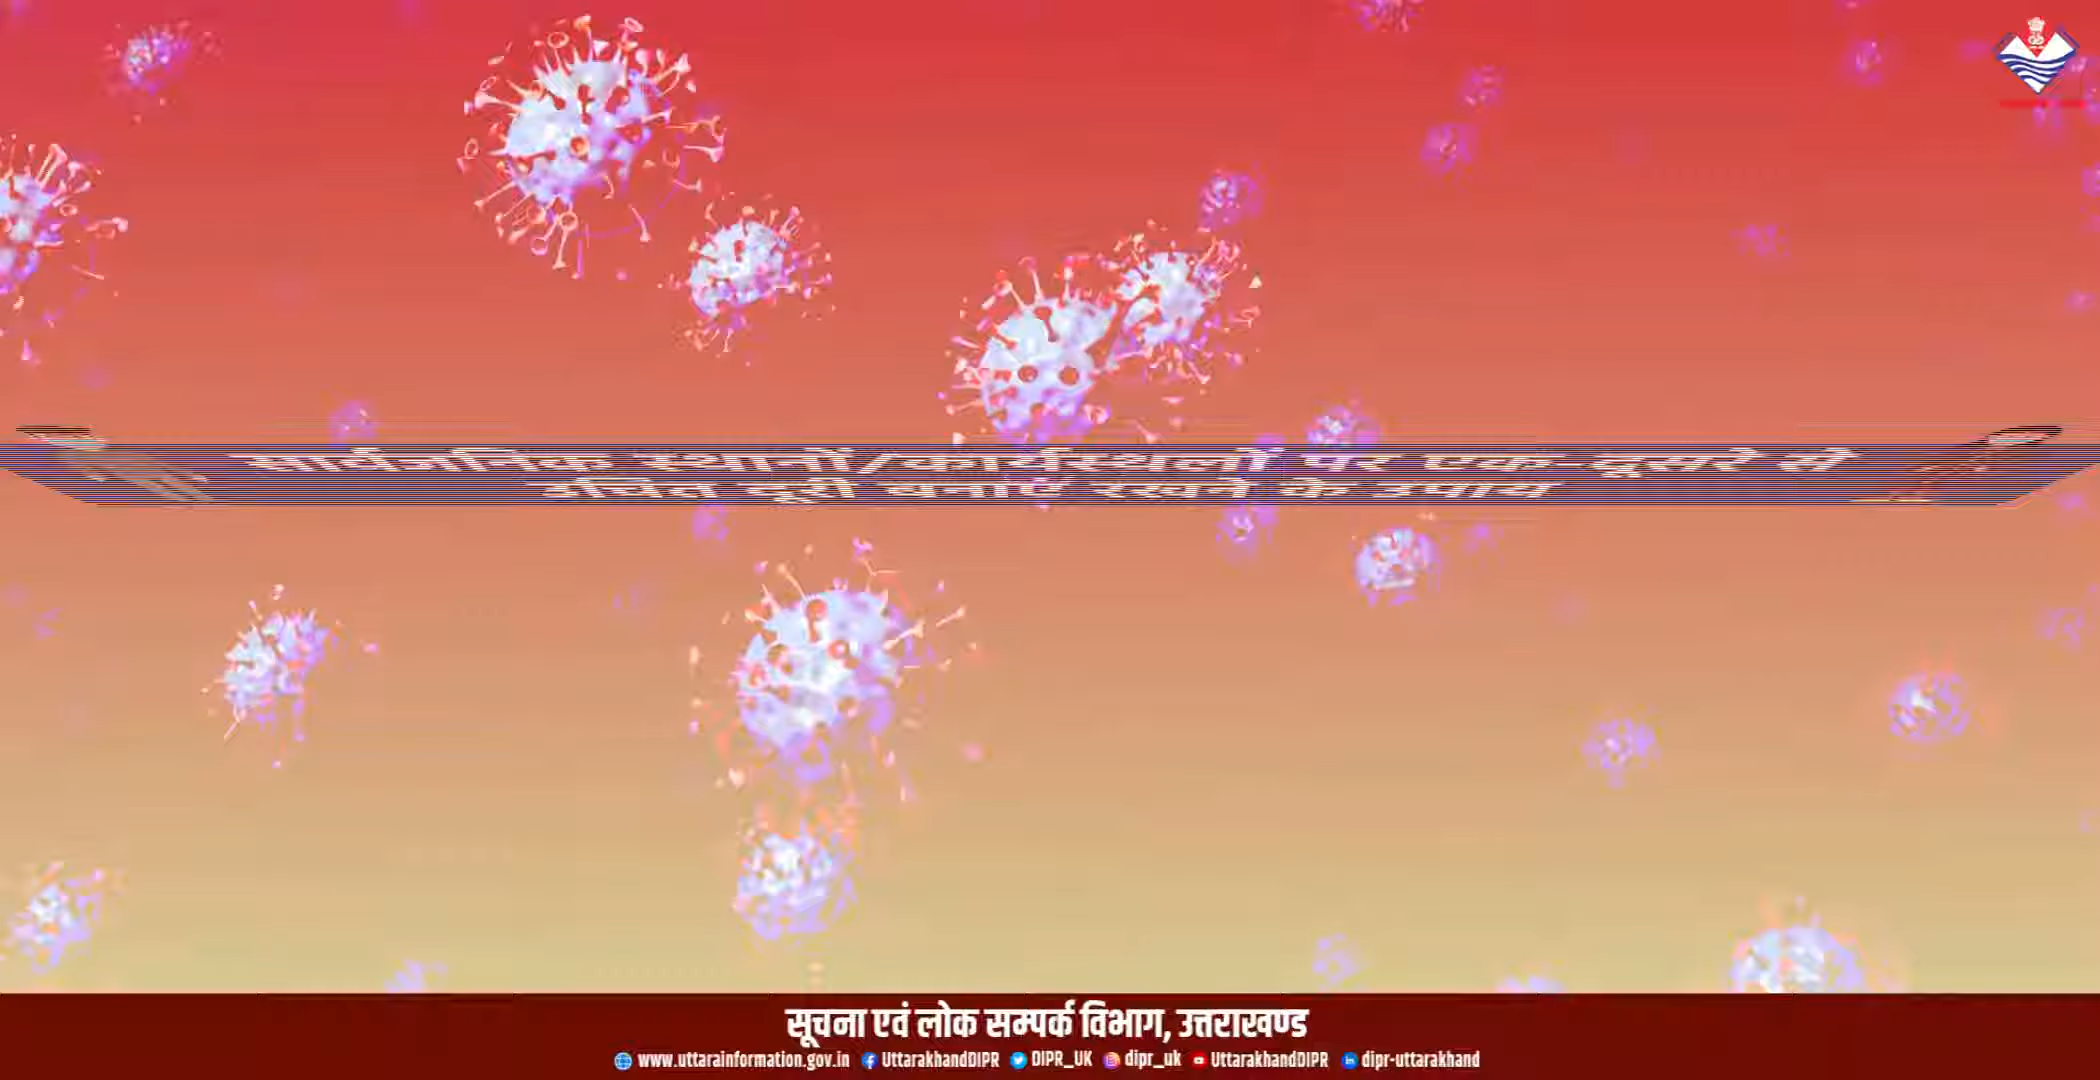 सार्वजनिक स्थानों/कार्यस्थलों पर एक-दूसरे से
उचित दूरी बनाएं रखने के उपाय
सूचना एवं लोक सम्पर्क विभाग, उत्तराखण्ड
www.uttarainformation.gov.in UttarakhandDIPR DIPR_UK dipr_uk UttarakhandDIPR dipr-uttarakhand